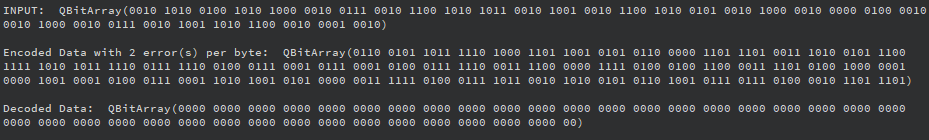 INPUT:  QBitArray(0010 1010 0100 1010 1000 0010 0111 0010 1100 1010 1011 0010 1001 0010 1100 1010 0101 0010 1000 0010 0000 0100 0010
0010 1000 0010 0111 0010 1001 1010 1100 0010 0001 0010)
Encoded Data with 2 error(s) per byte:  QBitArray(0110 0101 1011 1110 1000 1101 1001 0101 0110 0000 1101 1101 0011 1010 0101 1100
1111 1010 1011 1110 0111 1110 0100 0111 0001 0111 0001 0100 0111 1110 0011 1100 0000 1111 0100 0100 1100 0011 1101 0100 1000 0001
0000 1001 0001 0100 0111 0001 1010 1001 0101 0000 0011 1111 0100 0111 1011 0010 1010 0101 0110 1001 0011 0111 0100 0010 1101 1101)
Decoded Data:  QBitArray(0000 0000 0000 0000 0000 0000 0000 0000 0000 0000 0000 0000 0000 0000 0000 0000 0000 0000 0000 0000 0000
0000 0000 0000 0000 0000 0000 0000 0000 0000 0000 0000 0000 0000 0000 0000 00)